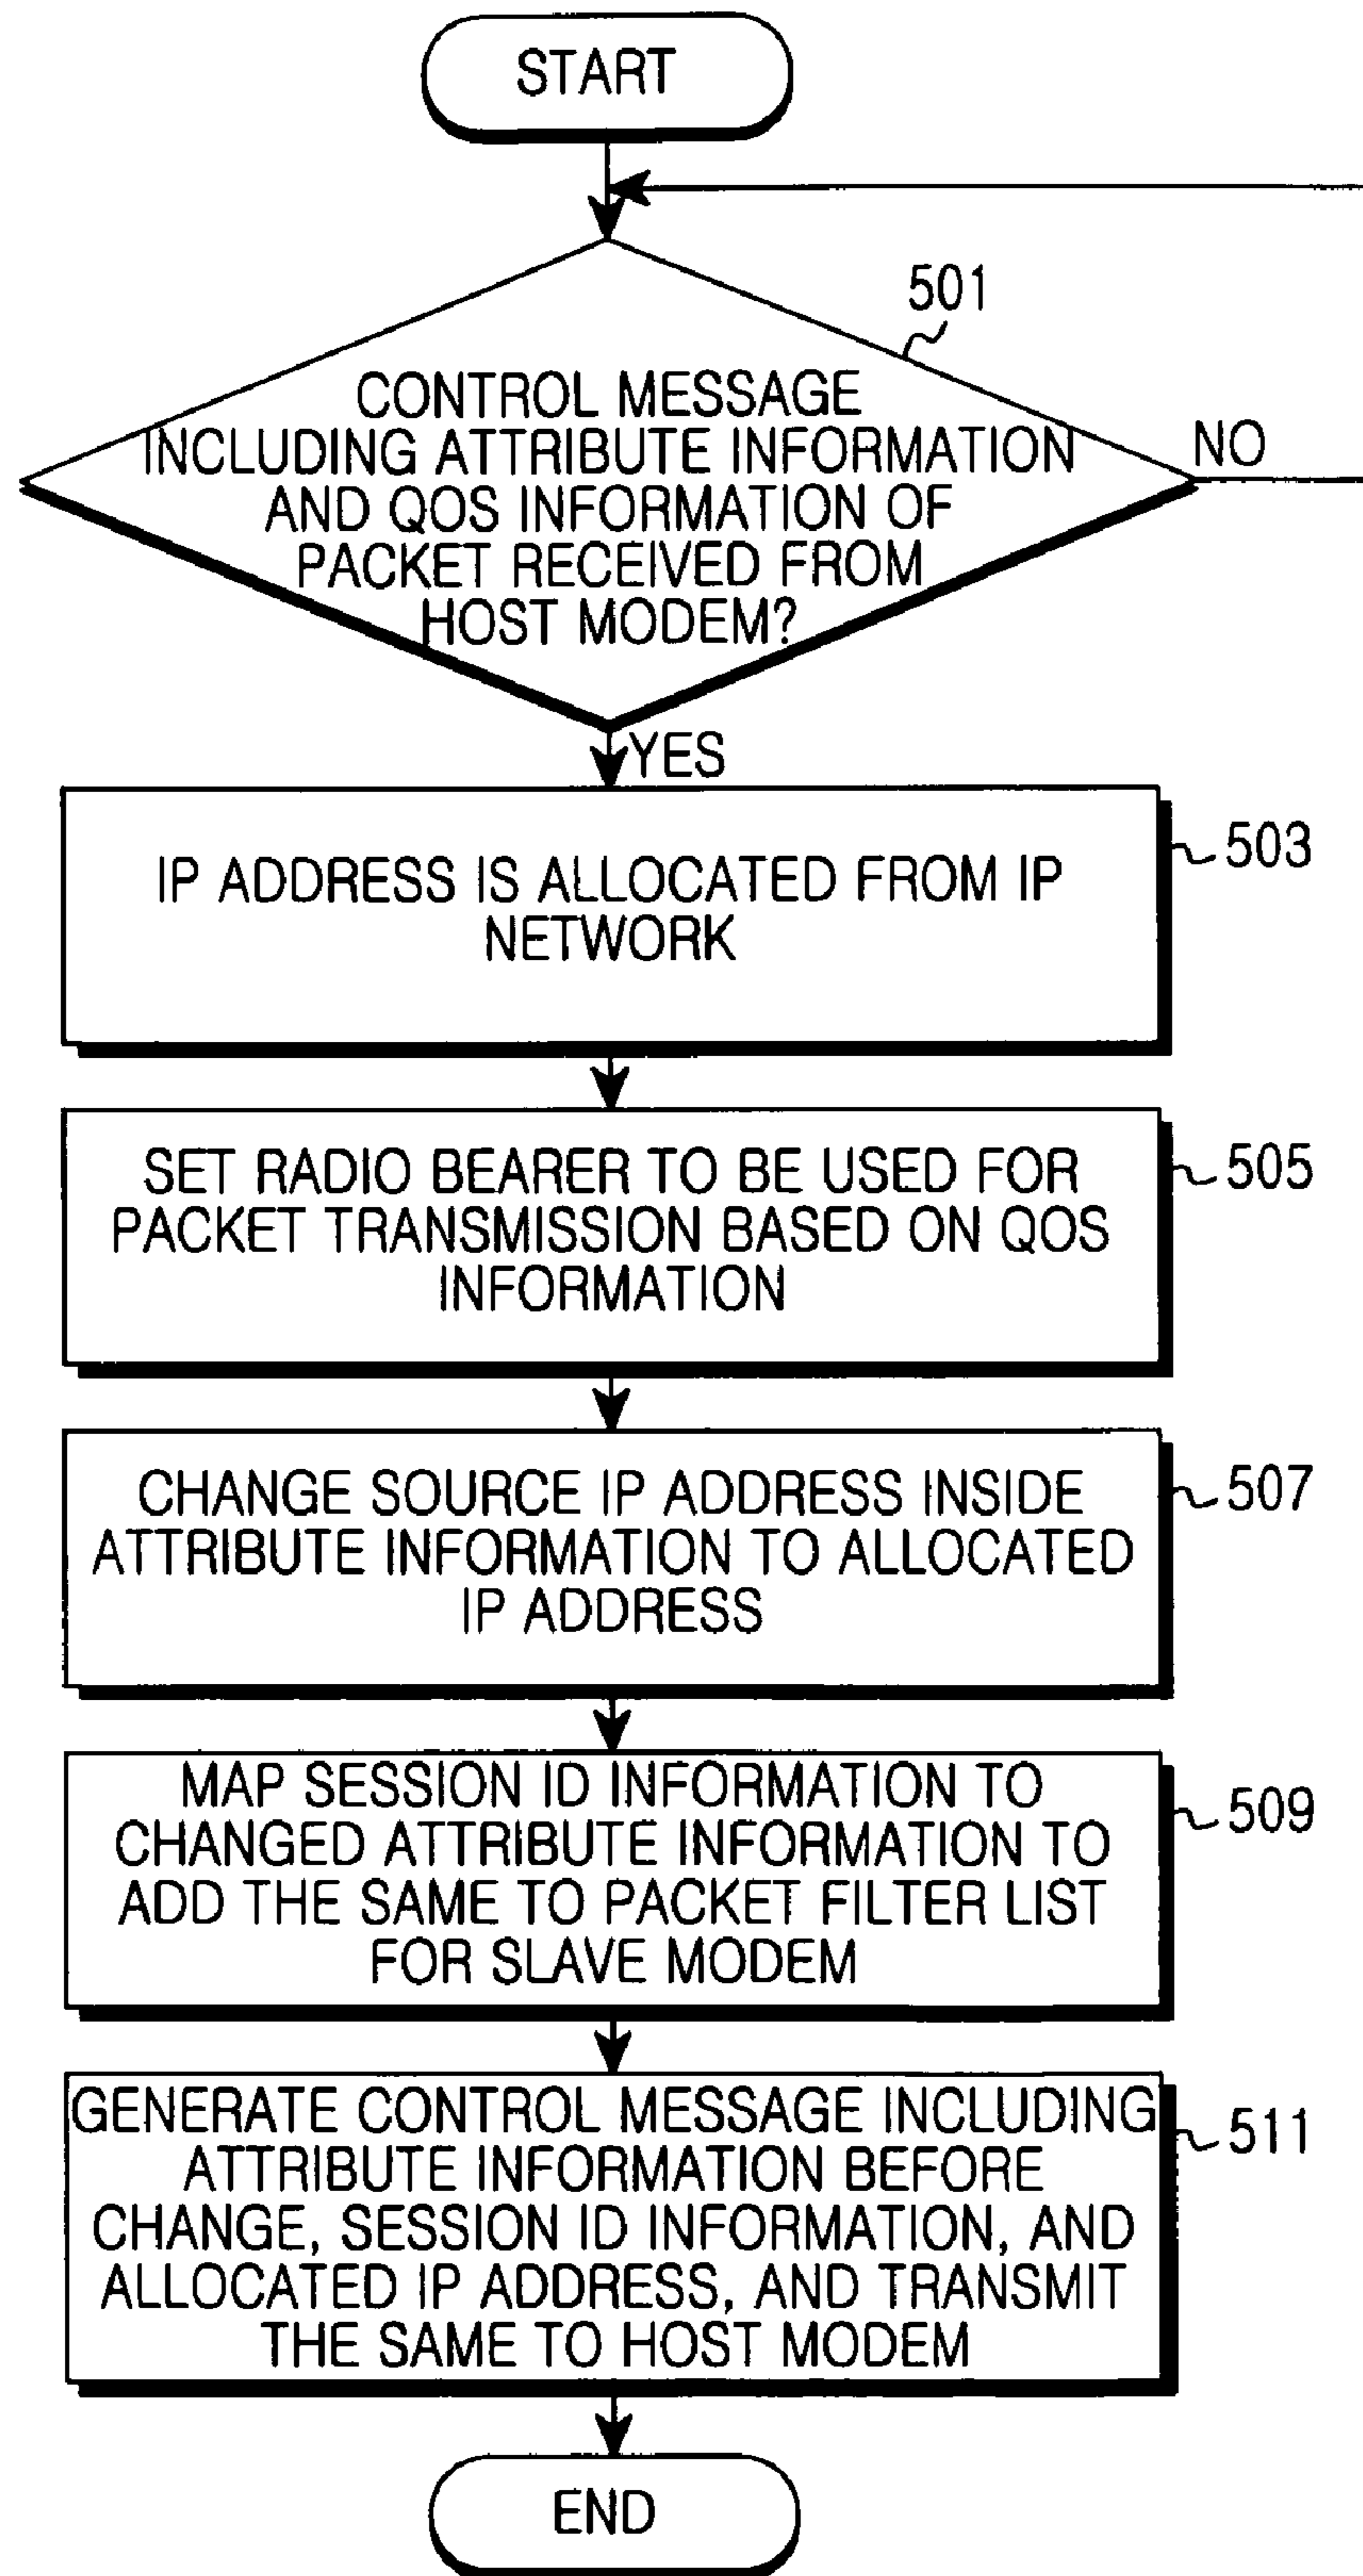 START
501
CONTROL MESSAGE
INCLUDING ATTRIBUTE INFORMATION
AND QOS INFORMATION OF
PACKET RECEIVED FROM
HOST MODEM?
NO
YES
IP ADDRESS IS ALLOCATED FROM IP
NETWORK
503
SET RADIO BEARER TO BE USED FOR
PACKET TRANSMISSION BASED ON QOS
INFORMATION
505
CHANGE SOURCE IP ADDRESS INSIDE
ATTRIBUTE INFORMATION TO ALLOCATED
IP ADDRESS
507
MAP SESSION ID INFORMATION TO
CHANGED ATTRIBUTE INFORMATION TO
ADD THE SAME TO PACKET FILTER LIST
FOR SLAVE MODEM
509
GENERATE CONTROL MESSAGE INCLUDING
ATTRIBUTE INFORMATION BEFORE
CHANGE, SESSION ID INFORMATION, AND
ALLOCATED IP ADDRESS, AND TRANSMIT
THE SAME TO HOST MODEM
511
END